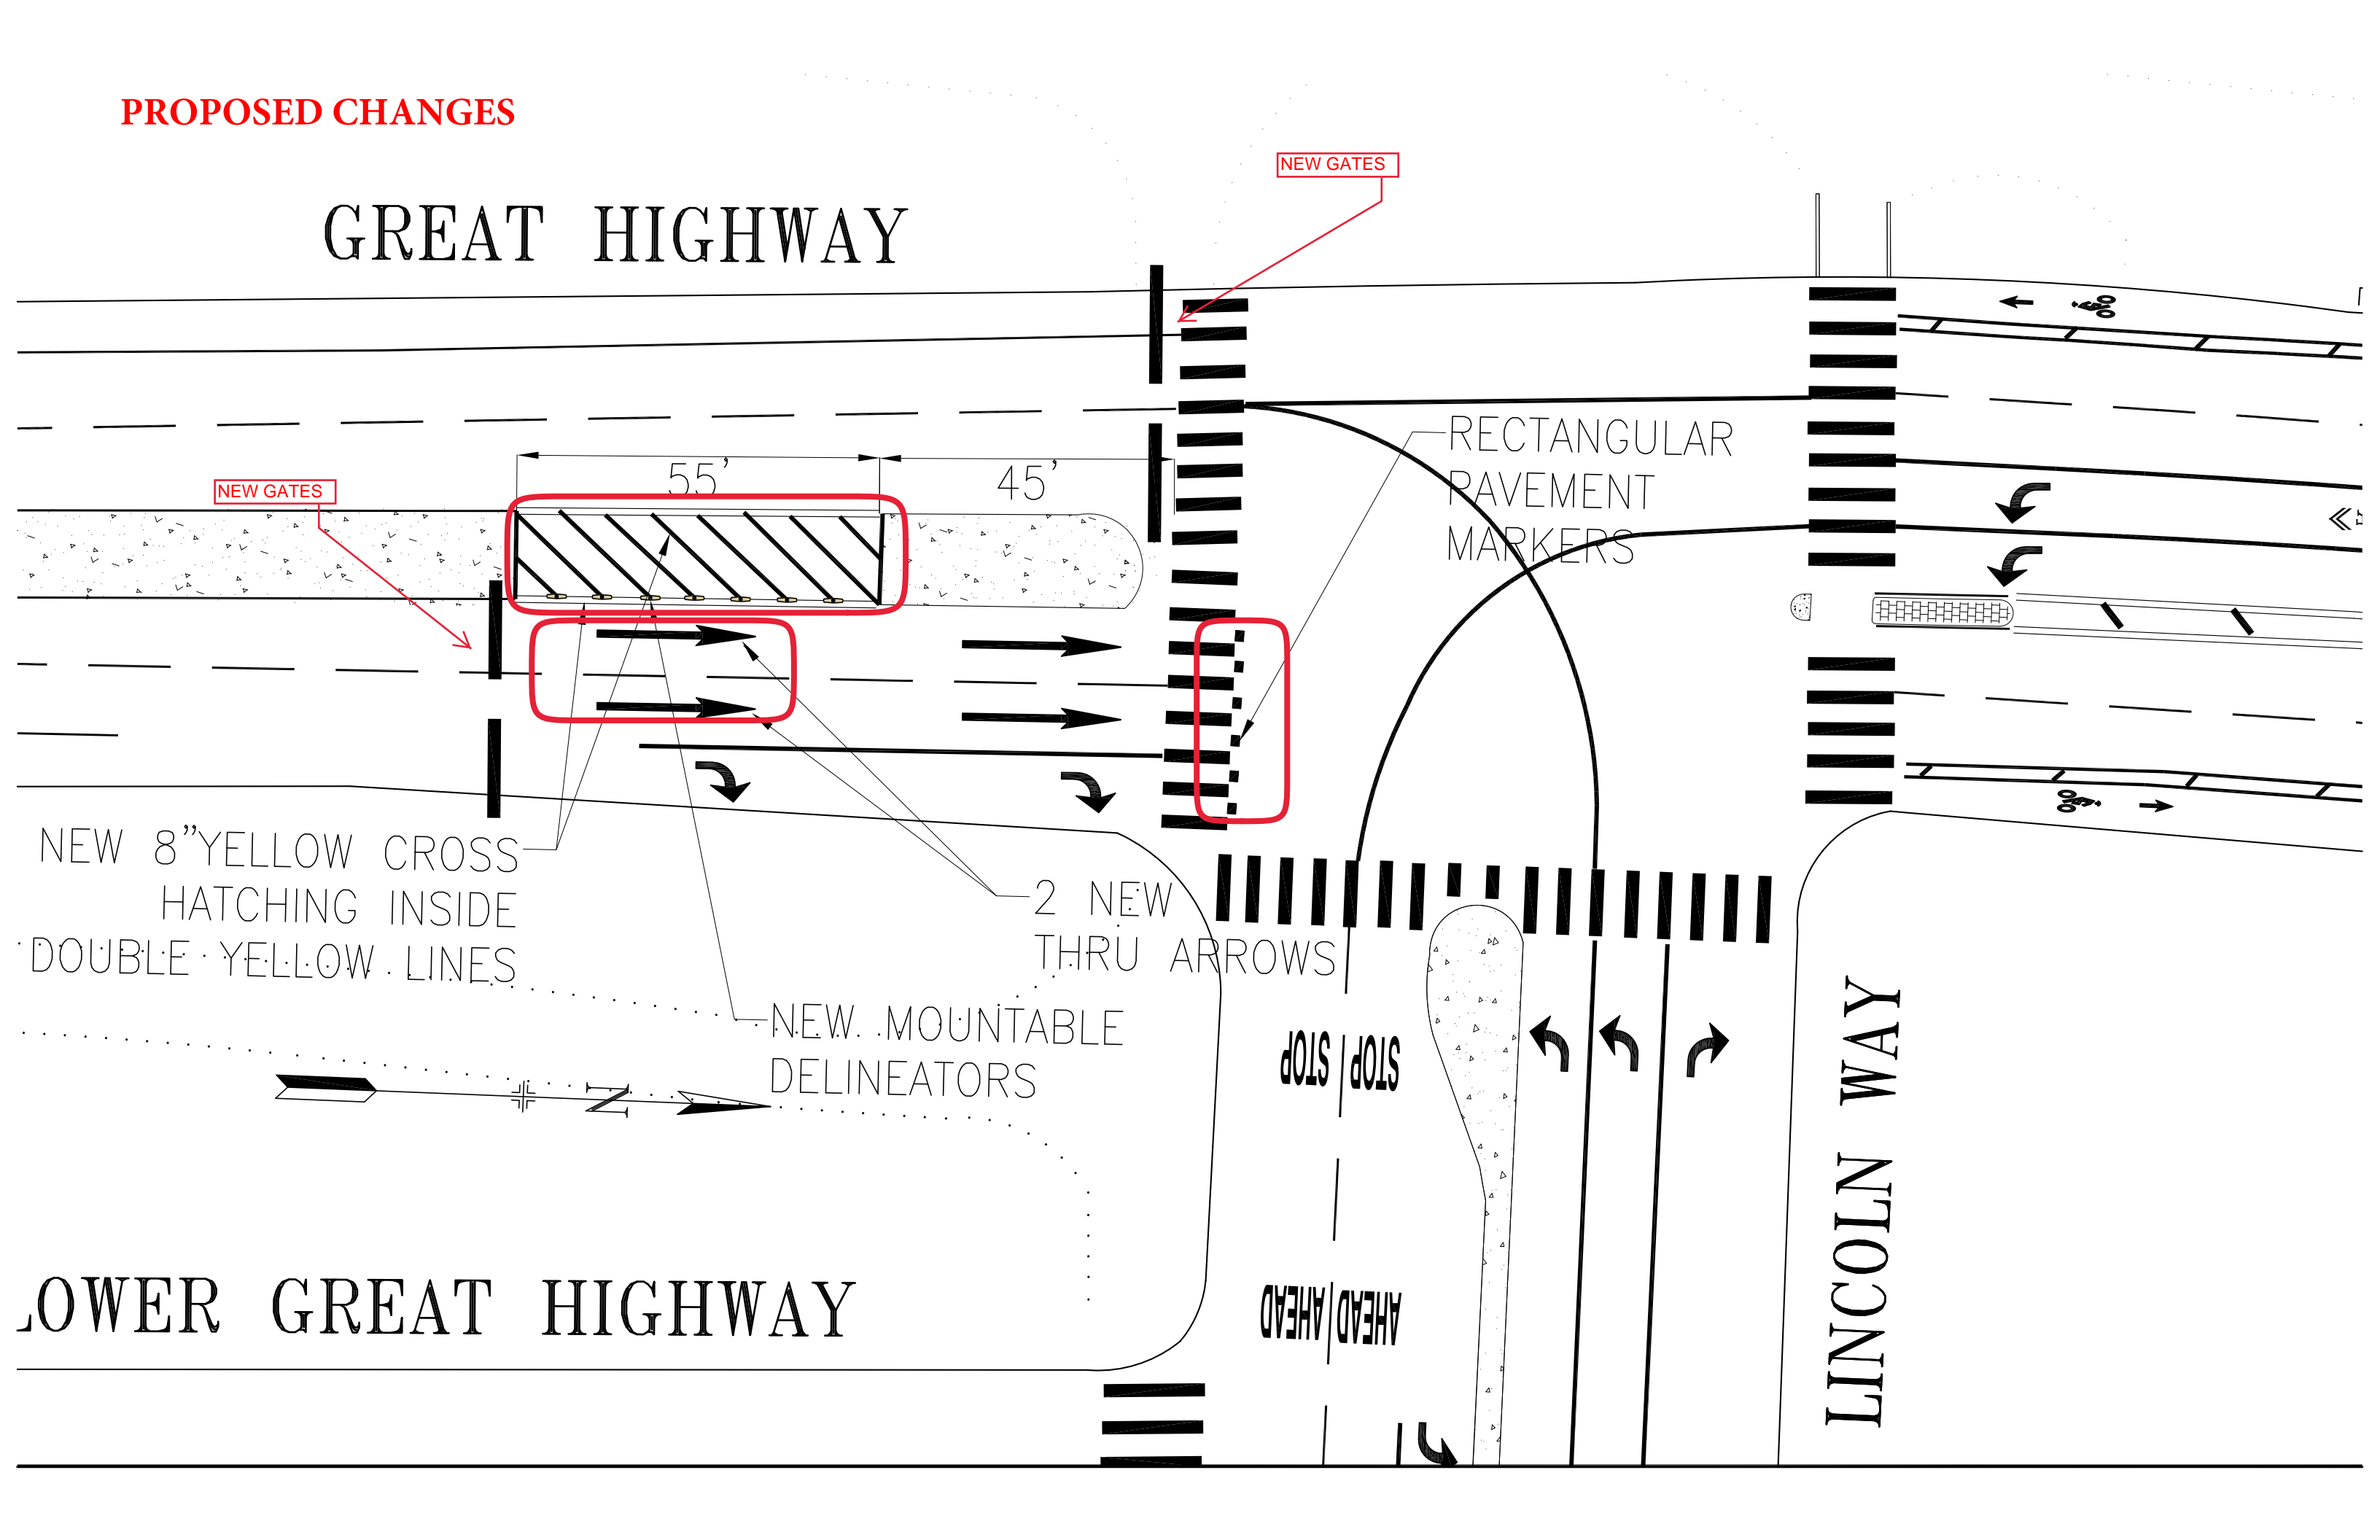 PROPOSED CHANGES
NEW GATES
GREAT HIGHWAY
RECTANGULAR
PAVEMENT
MARKERS
55'
45'
NEW GATES
NEW 8"YELLOW CROSS
HATCHING INSIDE
DOUBLE YELLOW LINES
2 NEW
THRU ARROWS
NEW MOUNTABLE
DELINEATORS
N
STOP STOP
AHEAD AHEAD
LINCOLN WAY
LOWER GREAT HIGHWAY